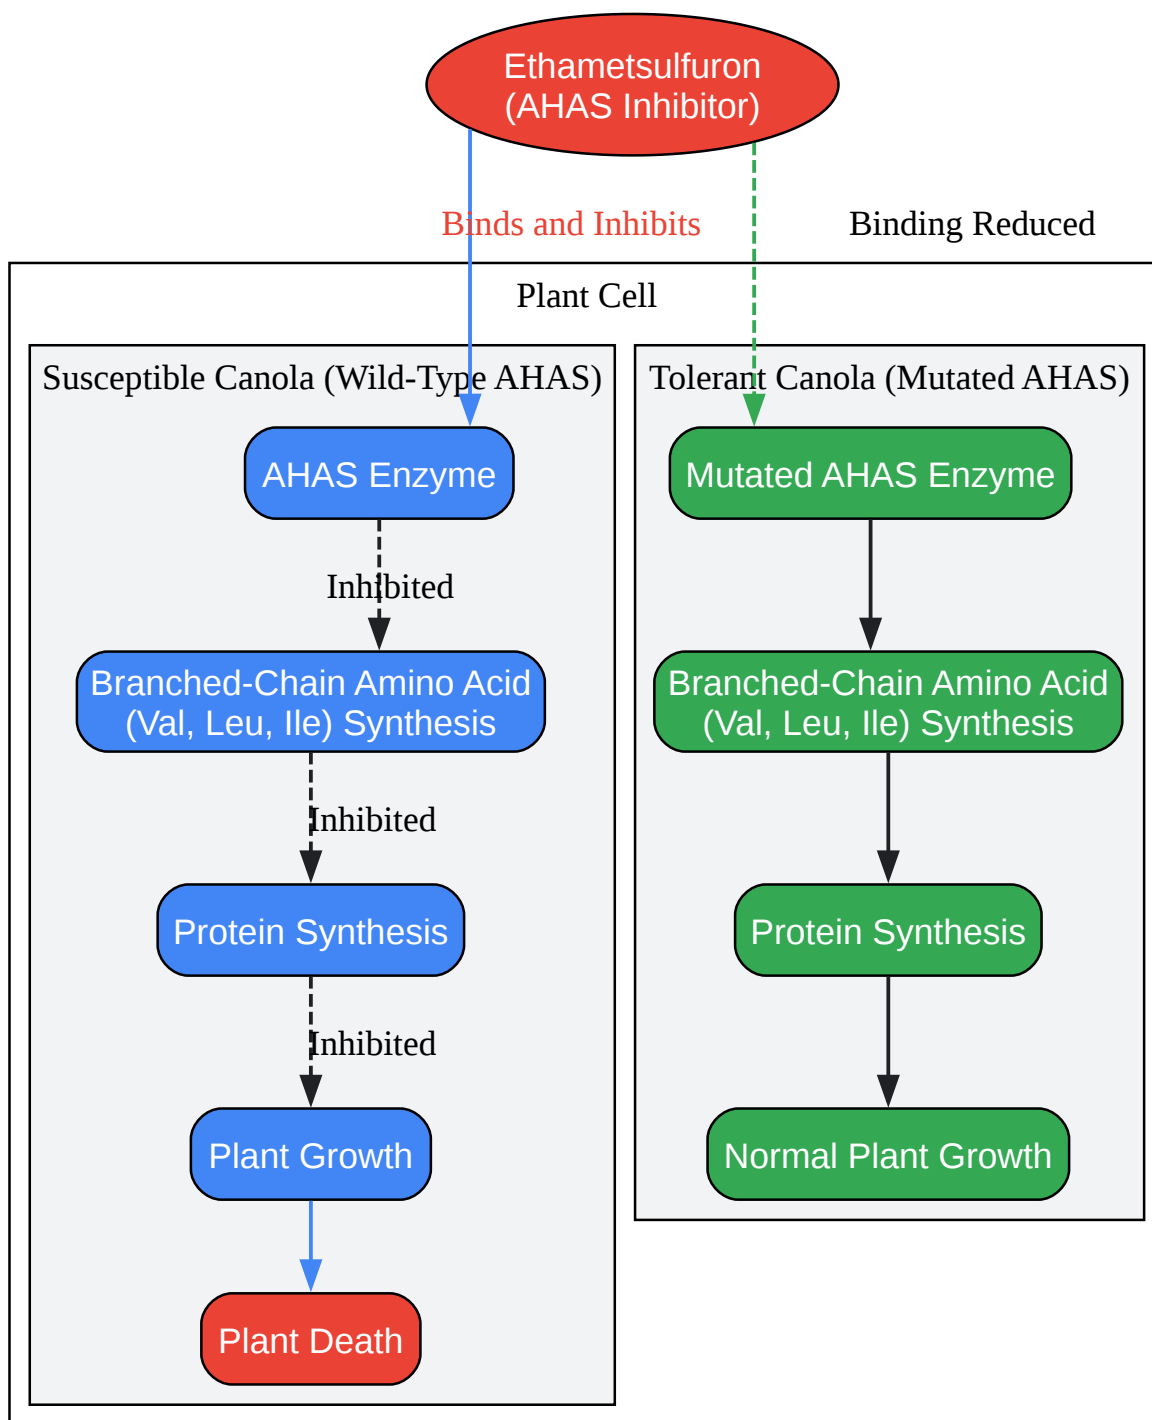 Ethametsulfuron
(AHAS Inhibitor)
Binds and Inhibits
Binding Reduced
Plant Cell
Susceptible Canola (Wild-Type AHAS)
AHAS Enzyme
Inhibited
Branched-Chain Amino Acid
(Val, Leu, Ile) Synthesis
Inhibited
Protein Synthesis
Inhibited
Plant Growth
Plant Death
Tolerant Canola (Mutated AHAS)
Mutated AHAS Enzyme
Branched-Chain Amino Acid
(Val, Leu, Ile) Synthesis
Protein Synthesis
Normal Plant Growth